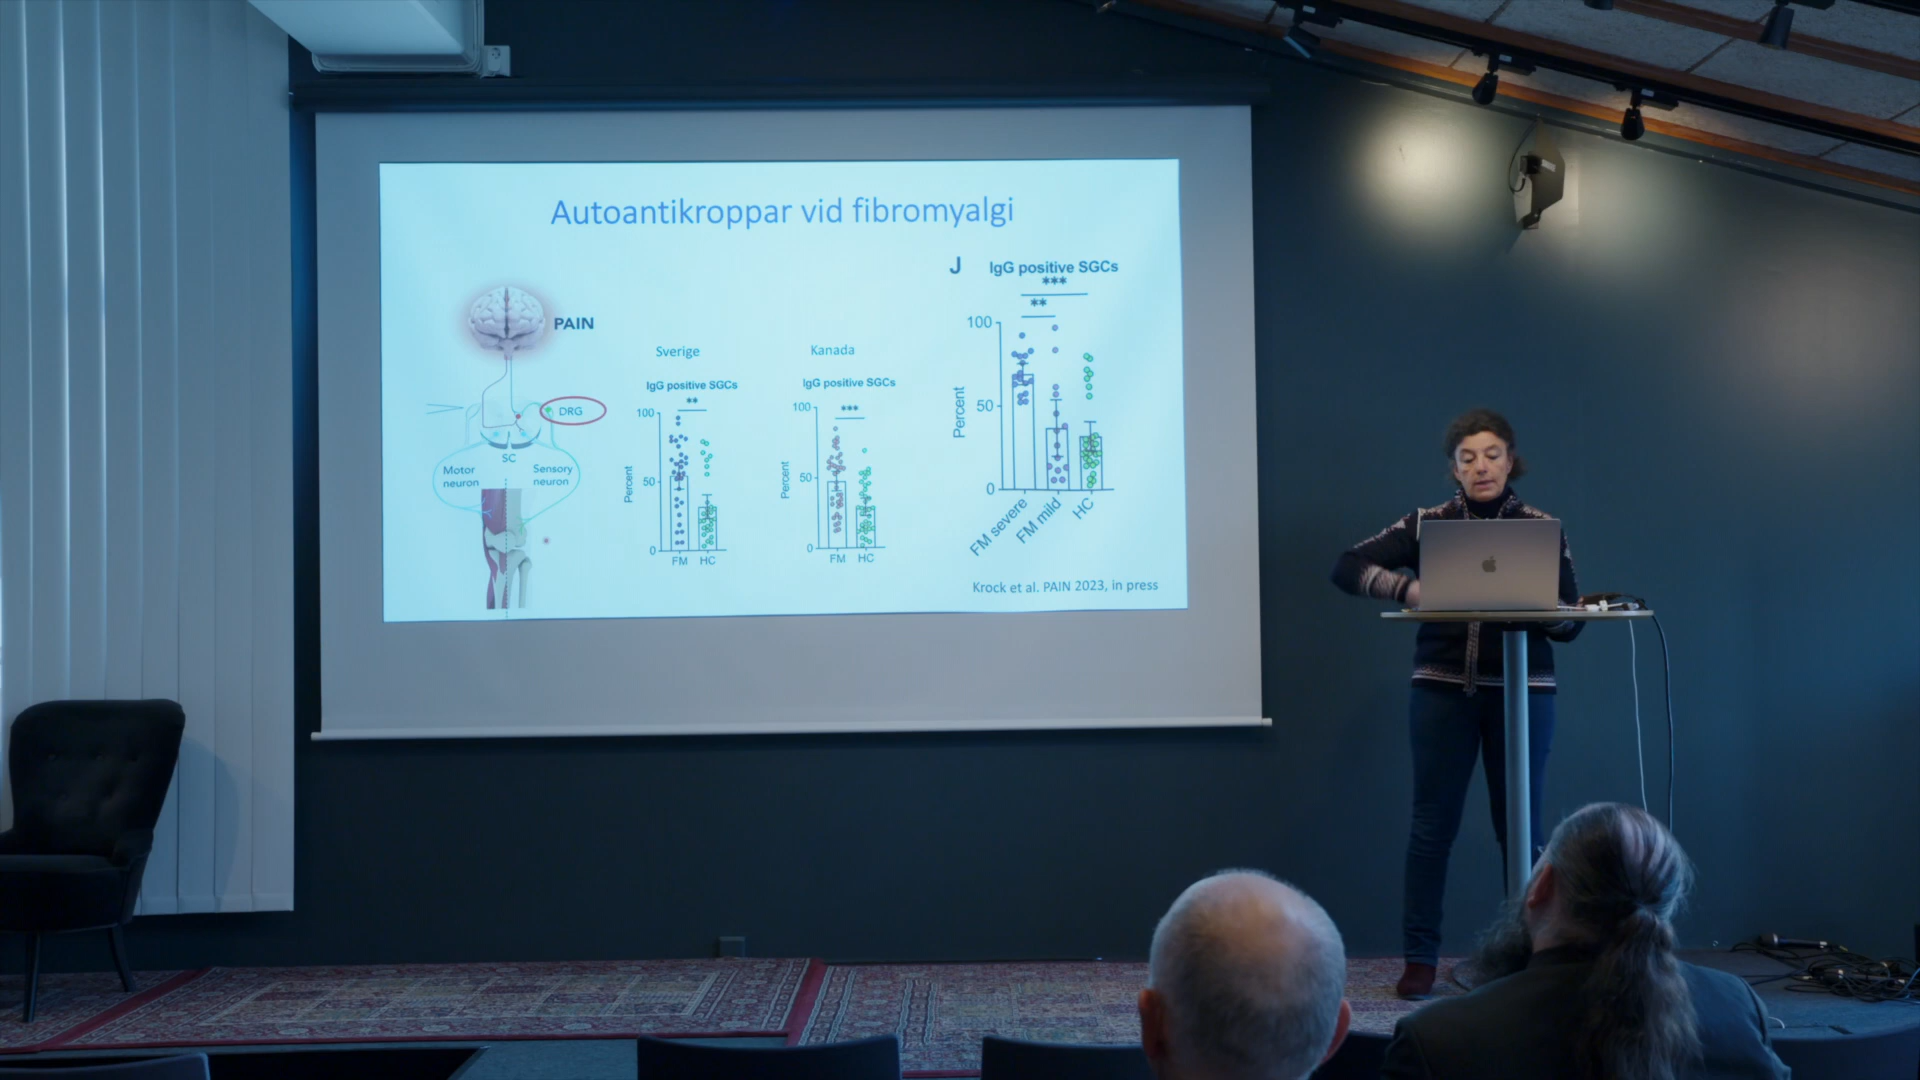 Autoantikroppar vid fibromyalgi
PAIN
DRG
SC
Motor
neuron
Sensory
neuron
Sverige
IgG positive SGCs
**
100
50
0
Percent
FM HC
Kanada
IgG positive SGCs
***
100
50
0
Percent
FM HC
J IgG positive SGCs
***
**
100
50
0
Percent
FM severe
FM mild
HC
Krock et al. PAIN 2023, in press